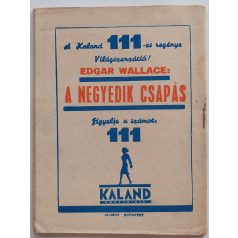 A Kaland 111-es regénye
Világszenzáció!
EDGAR WALLACE:
A NEGYEDIK CSAPÁS
Figyelje a számot:
111
KALAND